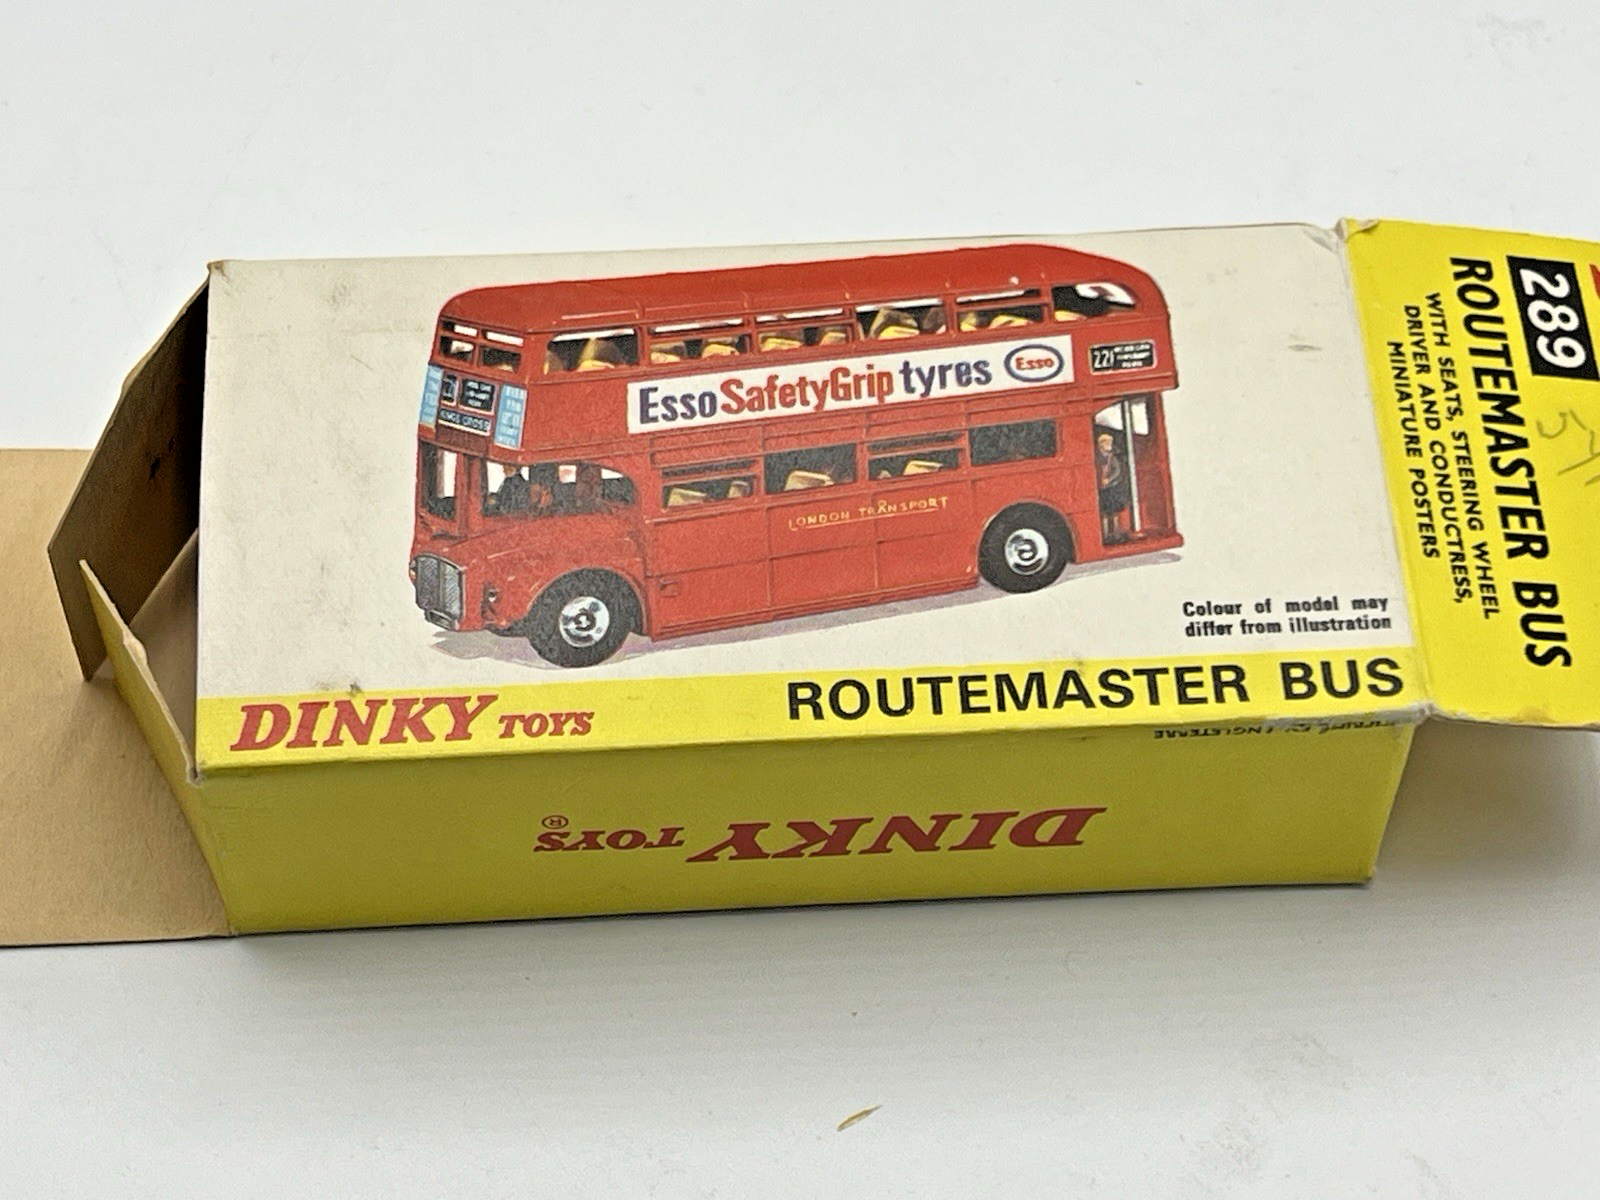 Esso SafetyGrip tyres Esso
221
KINGS CROSS
LONDON TRANSPORT
Colour of model may
differ from illustration
DINKY TOYS
ROUTEMASTER BUS
DINKY TOYS®
289
ROUTEMASTER BUS
WITH SEATS, STEERING WHEEL
DRIVER AND CONDUCTRESS,
MINIATURE POSTERS